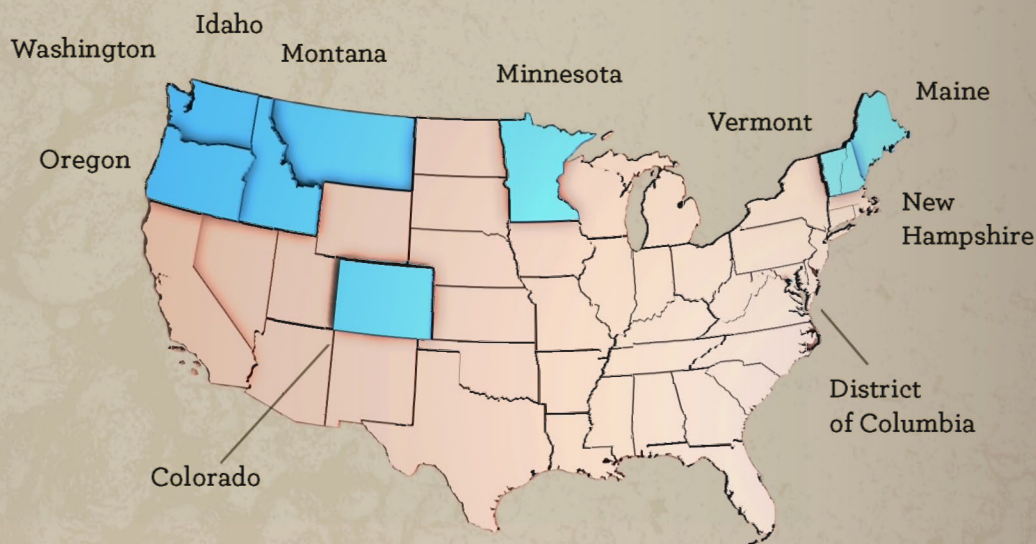 Idaho
Washington
Montana
Minnesota
Maine
Vermont
Oregon
New
Hampshire
District
of Columbia
Colorado